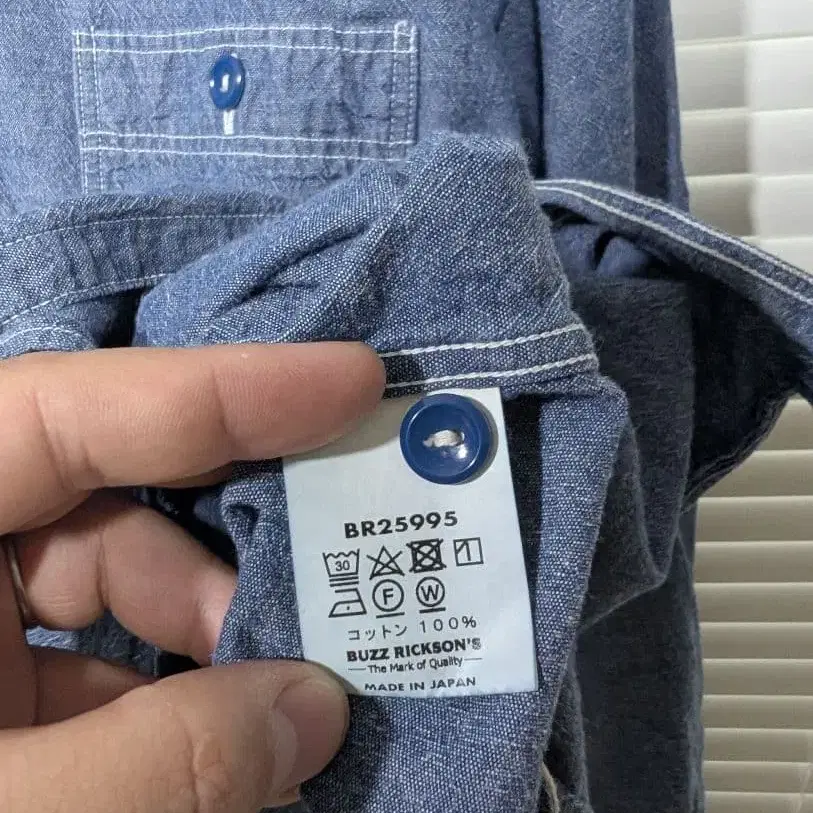 BR25995
30
F W
コットン 100%
BUZZ RICKSON'S
The Mark of Quality
MADE IN JAPAN